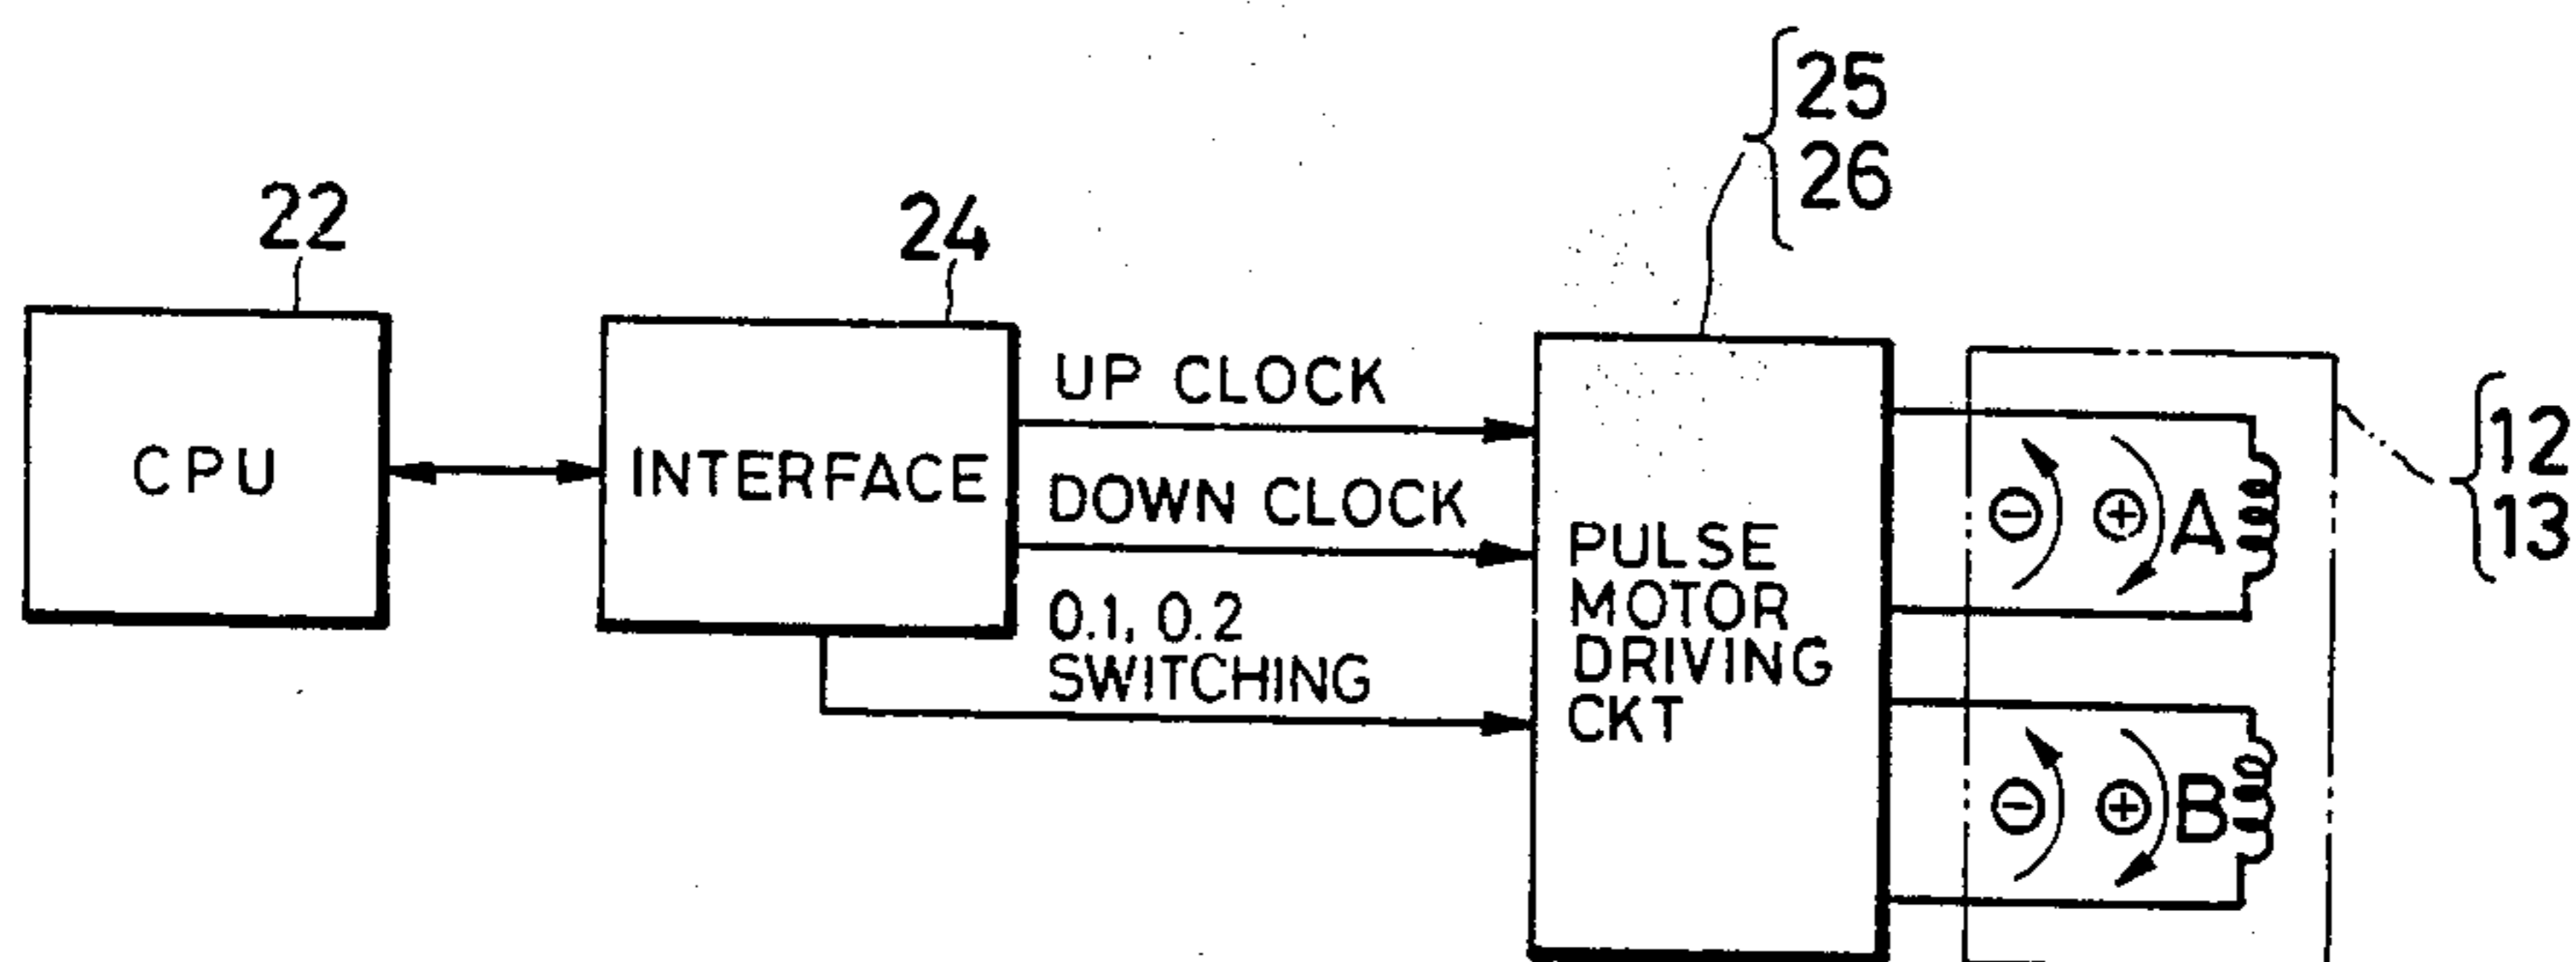 22
24
25
26
CPU
INTERFACE
UP CLOCK
DOWN CLOCK
0.1, 0.2
SWITCHING
PULSE
MOTOR
DRIVING
CKT
⊖ ⊕ A
⊖ ⊕ B
12
13